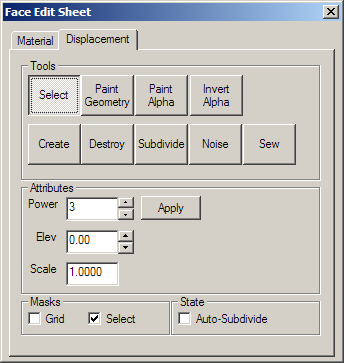 Face Edit Sheet
Material Displacement
Tools
Select Paint Geometry Paint Alpha Invert Alpha
Create Destroy Subdivide Noise Sew
Attributes
Power 3 Apply
Elev 0.00
Scale 1.0000
Masks State
Grid Select Auto-Subdivide